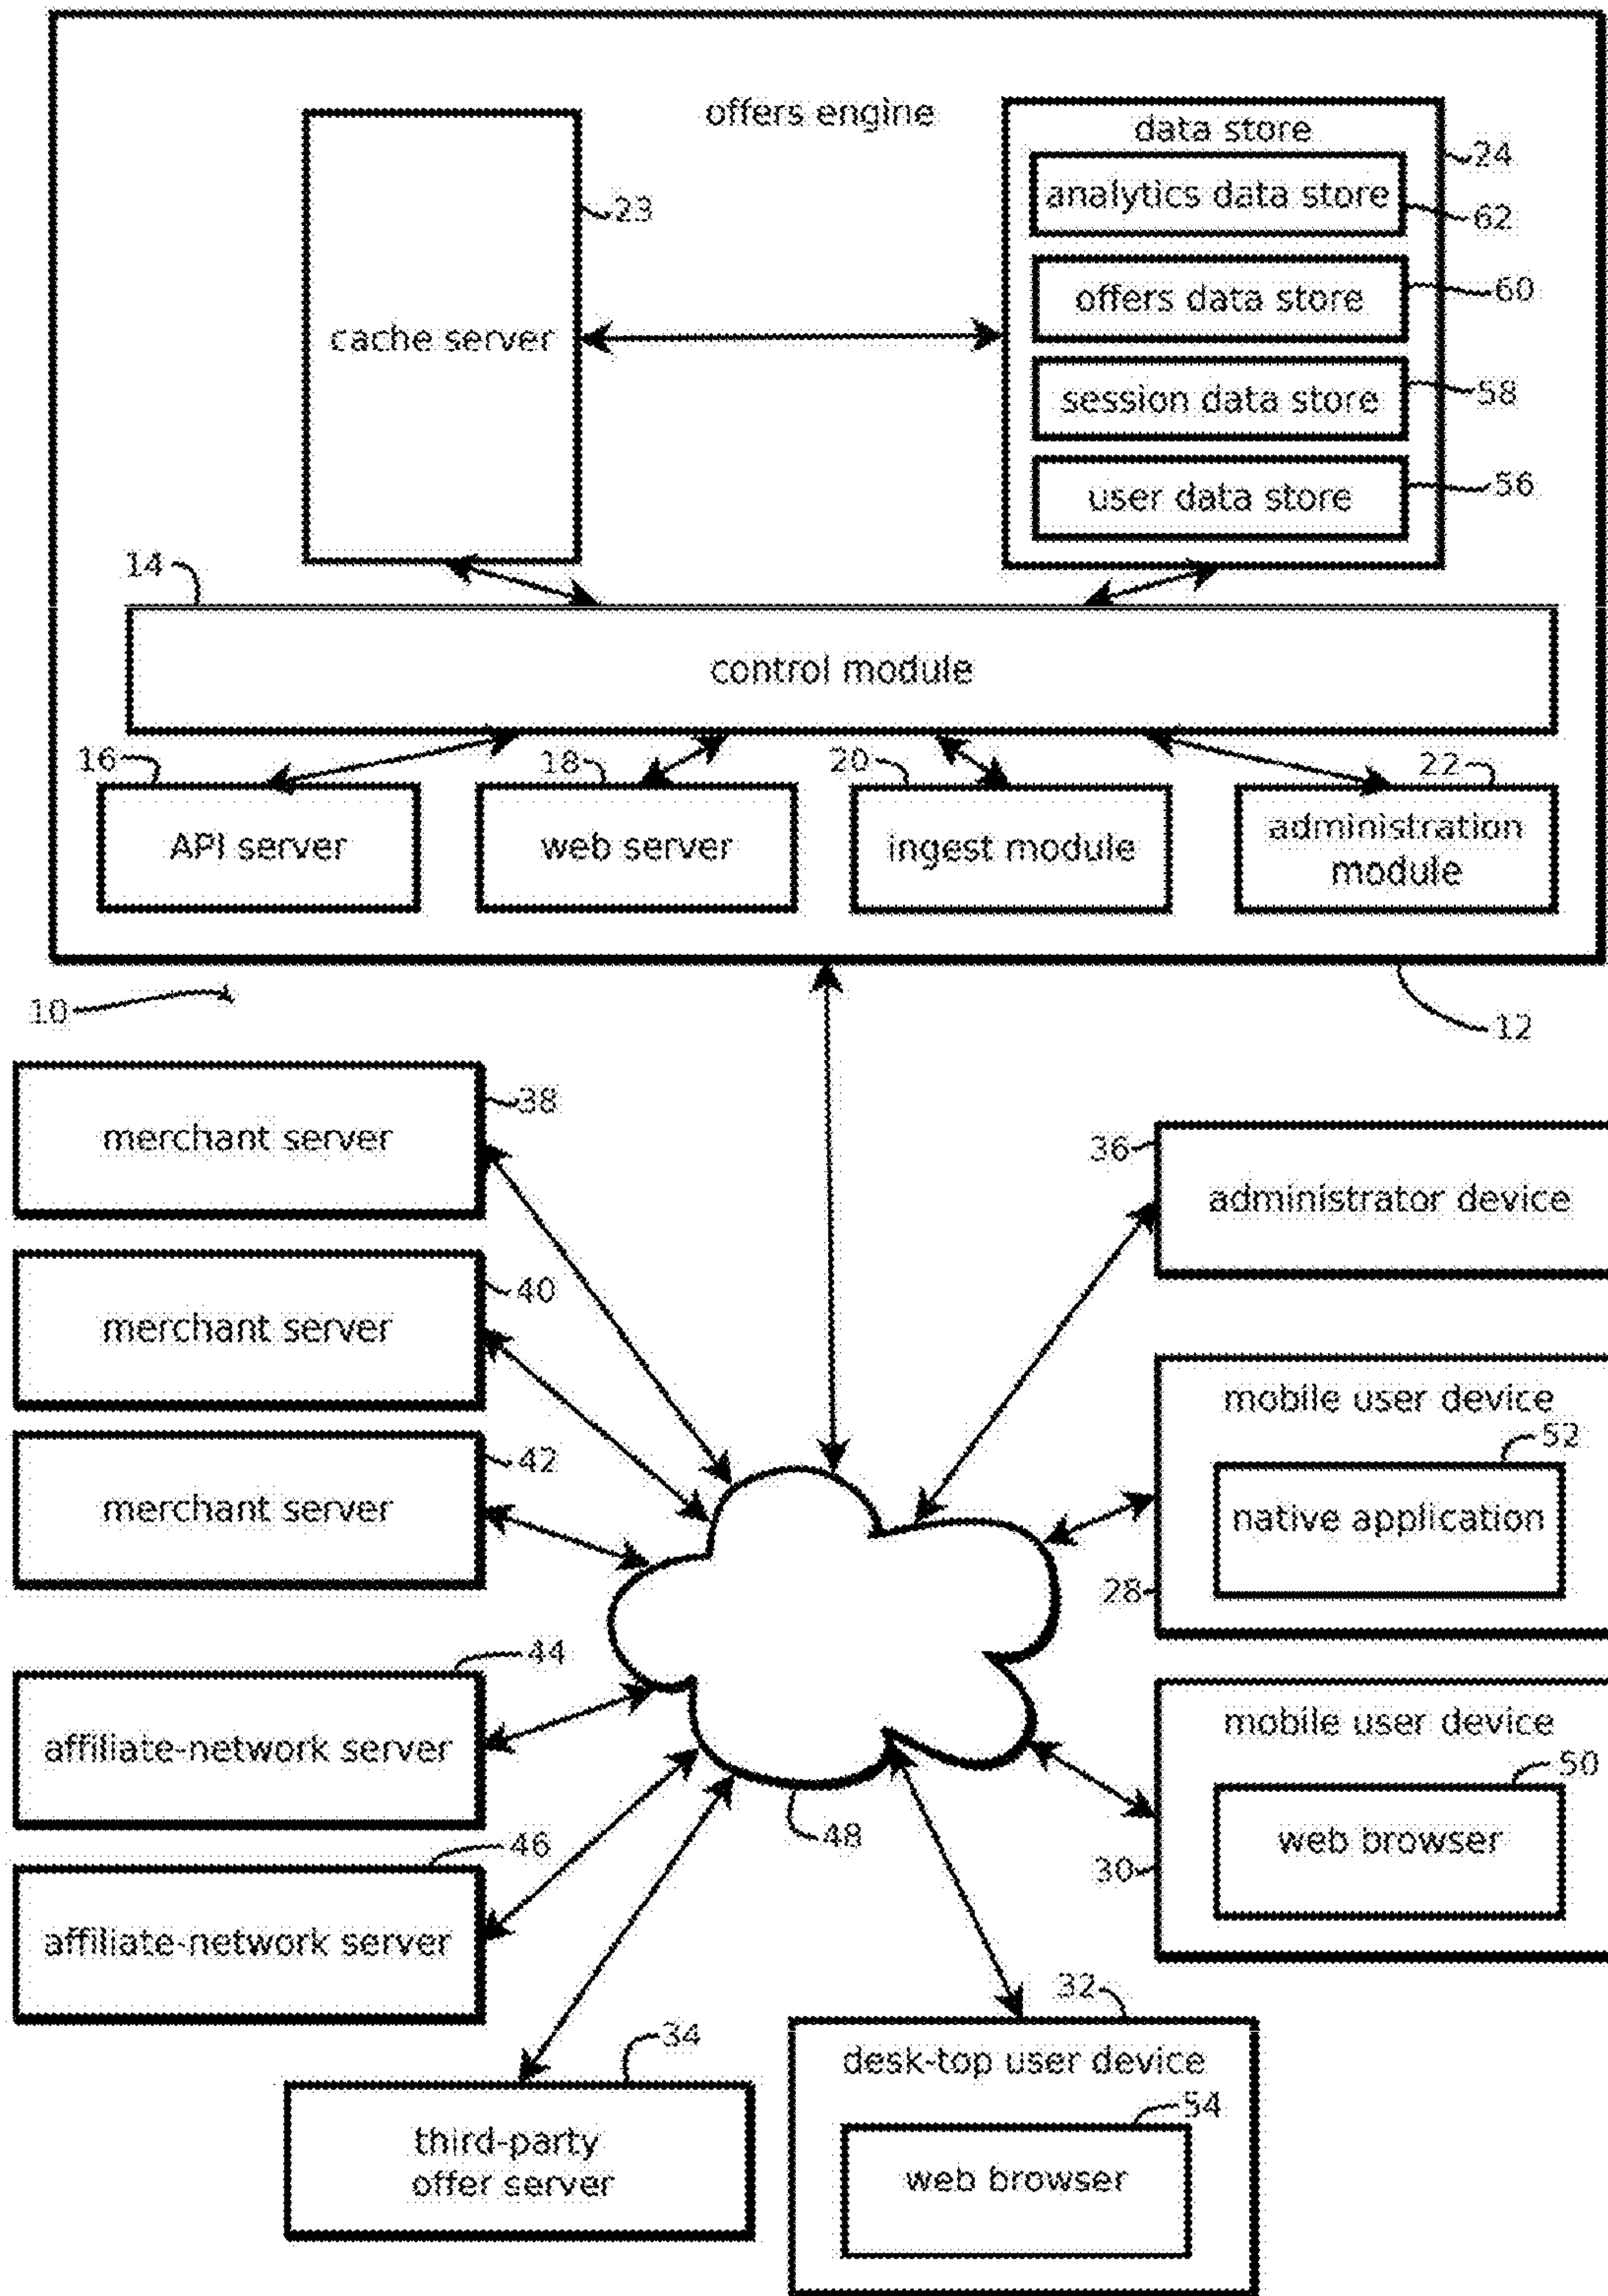 offers engine
data store
24
analytics data store
62
23
offers data store
60
cache server
session data store
58
user data store
56
14
control module
16
18
20
22
API server
web server
ingest module
administration
module
10
12
38
merchant server
36
administrator device
40
merchant server
mobile user device
52
42
merchant server
native application
28
44
mobile user device
affiliate-network server
50
46
48
web browser
30
affiliate-network server
32
34
desk-top user device
54
third-party
offer server
web browser